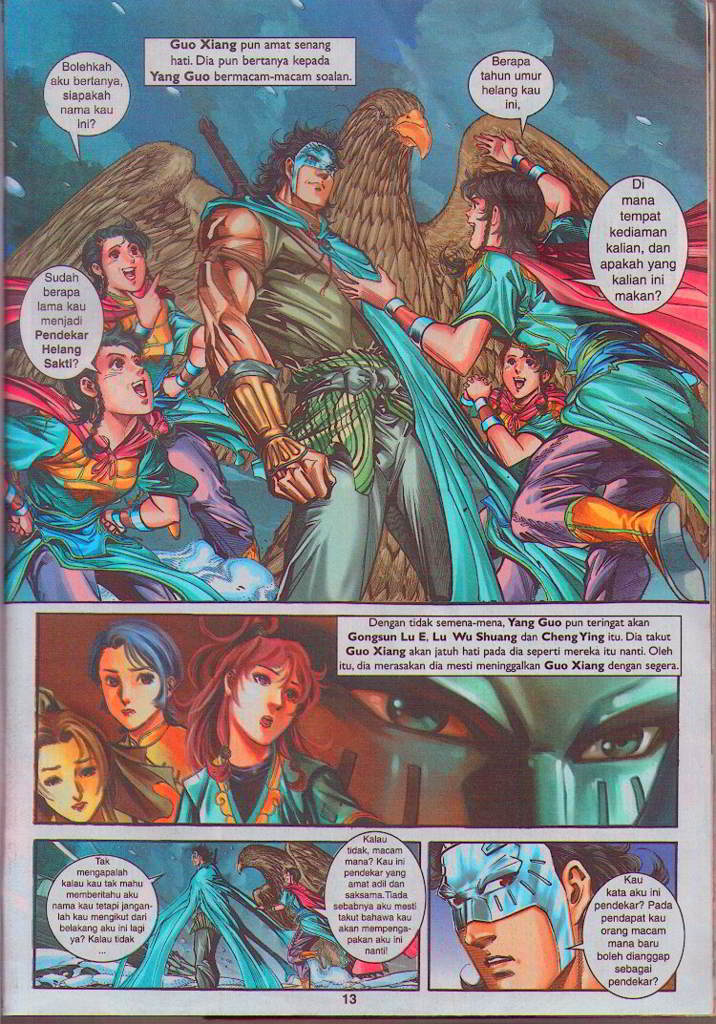 Guo Xiang pun amat senang
hati. Dia pun bertanya kepada
Yang Guo bermacam-macam soalan.
Bolehkah
aku bertanya,
siapakah
nama kau
ini?
Berapa
tahun umur
helang kau
ini,
Di
mana
tempat
kediaman
kalian, dan
apakah yang
kalian ini
makan?
Sudah
berapa
lama kau
menjadi
Pendekar
Helang
Sakti?
Dengan tidak semena-mena, Yang Guo pun teringat akan
Gongsun Lu E, Lu Wu Shuang dan Cheng Ying itu. Dia takut
Guo Xiang akan jatuh hati pada dia seperti mereka itu nanti. Oleh
itu, dia merasakan dia mesti meninggalkan Guo Xiang dengan segera.
Tak
mengapalah
kalau kau tak mahu
memberitahu aku
nama kau tetapi jangan-
lah kau mengikut dari
belakang aku ini lagi
ya? Kalau tidak
...
Kalau
tidak, macam
mana? Kau ini
pendekar yang
amat adil dan
saksama.Tiada
sebabnya aku mesti
takut bahawa kau
akan mempenga-
pakan aku ini
nanti!
Kau
kata aku ini
pendekar? Pada
pendapat kau
orang macam
mana baru
boleh dianggap
sebagai
pendekar?
13